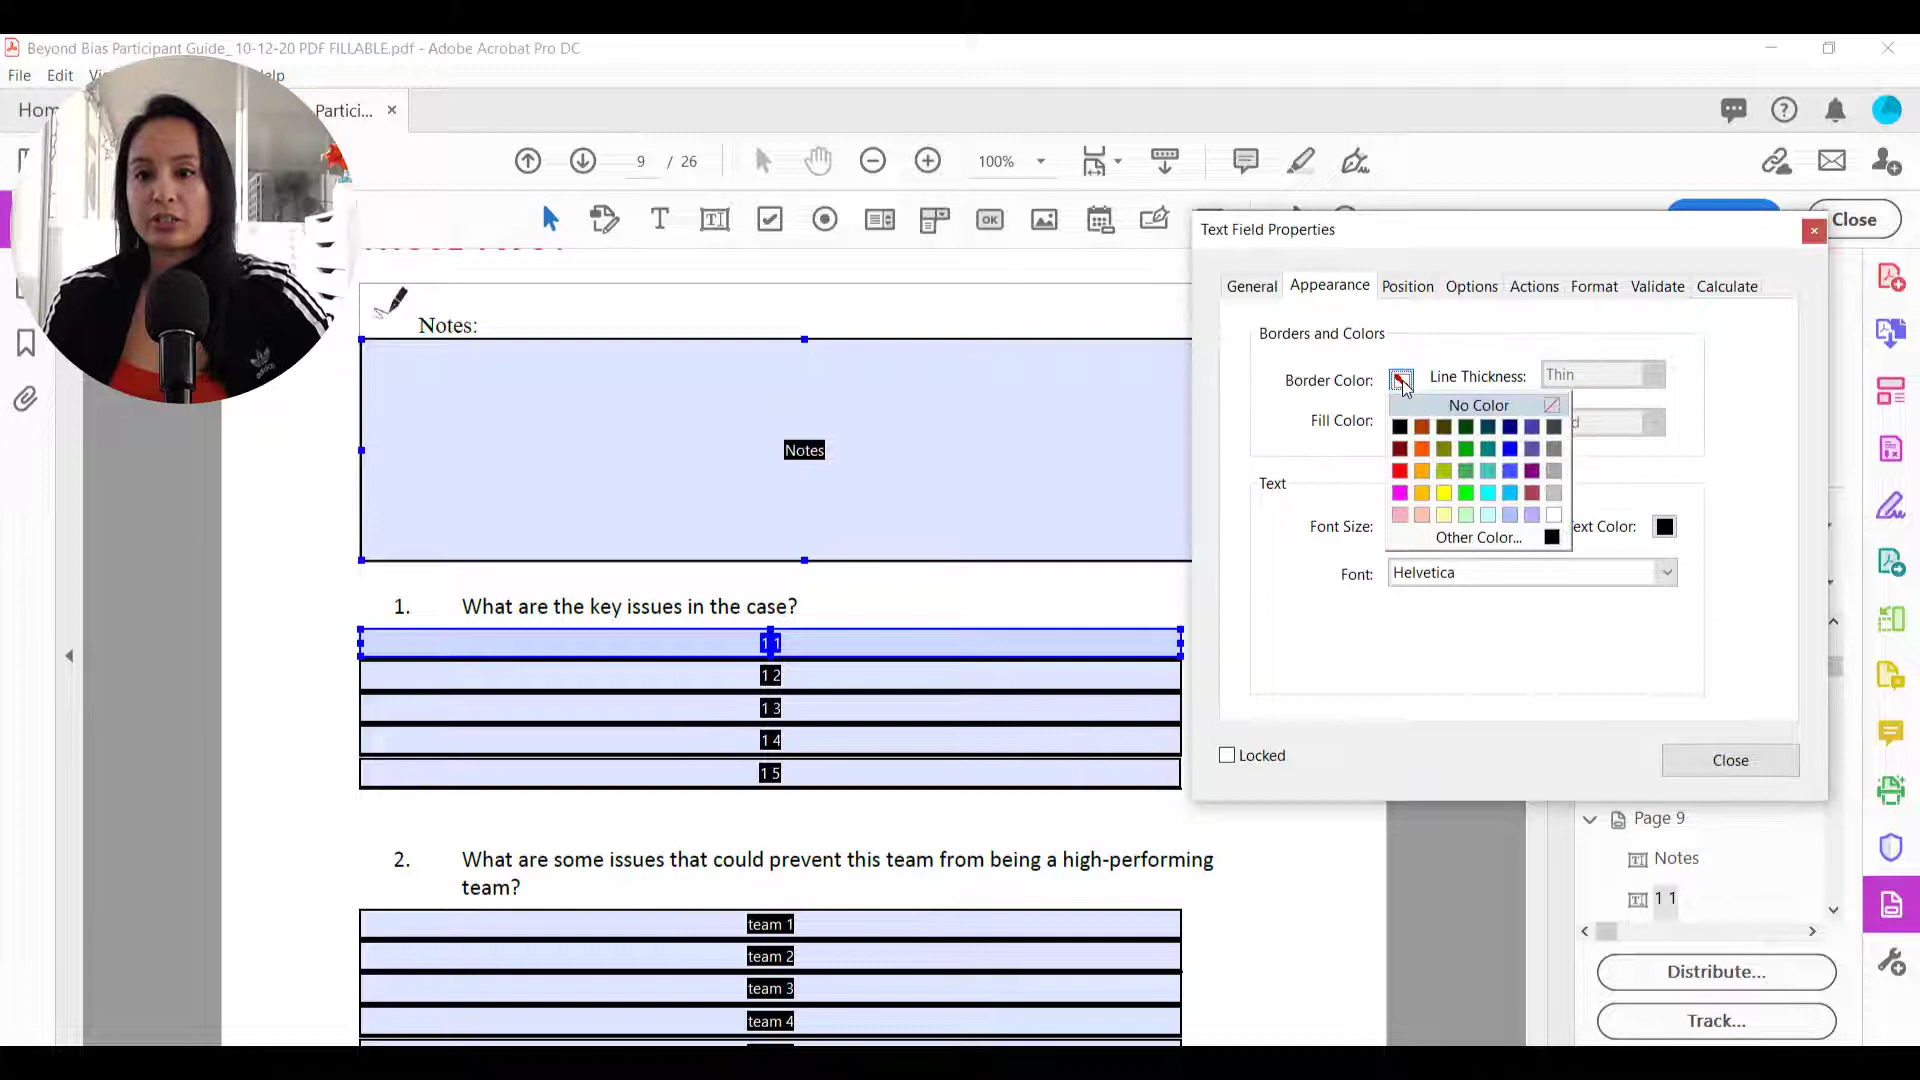 Beyond Bias Participant Guide_ 10-12-20 PDF FILLABLE.pdf - Adobe Acrobat Pro DC
File Edit
Partici...
9 / 26
100%
OK
Close
Notes:
Notes
1. What are the key issues in the case?
1 1
1 2
1 3
1 4
1 5
2. What are some issues that could prevent this team from being a high-performing
team?
team 1
team 2
team 3
team 4
Text Field Properties
General Appearance Position Options Actions Format Validate Calculate
Borders and Colors
Border Color:
Line Thickness: Thin
No Color
Fill Color:
Text
Font Size:
Other Color...
Font: Helvetica
Locked
Close
Page 9
Notes
1 1
Distribute...
Track...
adidas